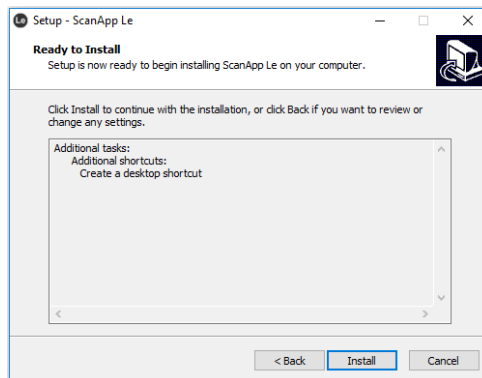 Le Setup - ScanApp Le
Ready to Install
Setup is now ready to begin installing ScanApp Le on your computer.
Click Install to continue with the installation, or click Back if you want to review or
change any settings.
Additional tasks:
Additional shortcuts:
Create a desktop shortcut
< Back Install Cancel